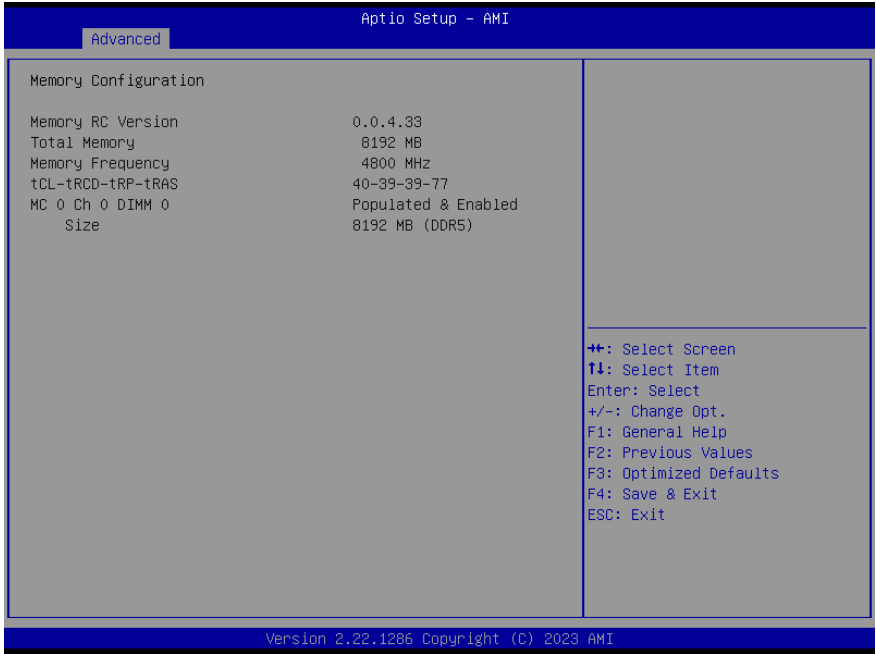 Aptio Setup – AMI
Advanced
Memory Configuration
Memory RC Version 0.0.4.33
Total Memory 8192 MB
Memory Frequency 4800 MHz
tCL-tRCD-tRP-tRAS 40-39-39-77
MC 0 Ch 0 DIMM 0 Populated & Enabled
Size 8192 MB (DDR5)
→←: Select Screen
↑↓: Select Item
Enter: Select
+/-: Change Opt.
F1: General Help
F2: Previous Values
F3: Optimized Defaults
F4: Save & Exit
ESC: Exit
Version 2.22.1286 Copyright (C) 2023 AMI